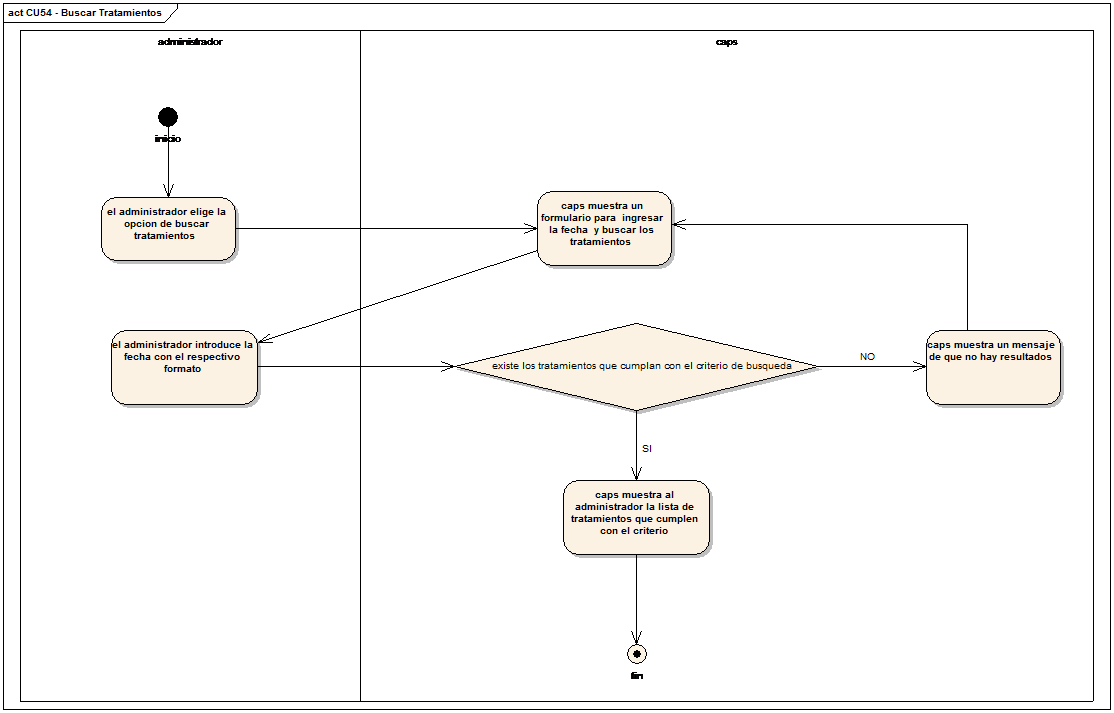 act CU54 - Buscar Tratamientos
administrador
caps
inicio
el administrador elige la
opcion de buscar
tratamientos
caps muestra un
formulario para ingresar
la fecha y buscar los
tratamientos
el administrador introduce la
fecha con el respectivo
formato
existe los tratamientos que cumplan con el criterio de busqueda
NO
caps muestra un mensaje
de que no hay resultados
SI
caps muestra al
administrador la lista de
tratamientos que cumplen
con el criterio
fin